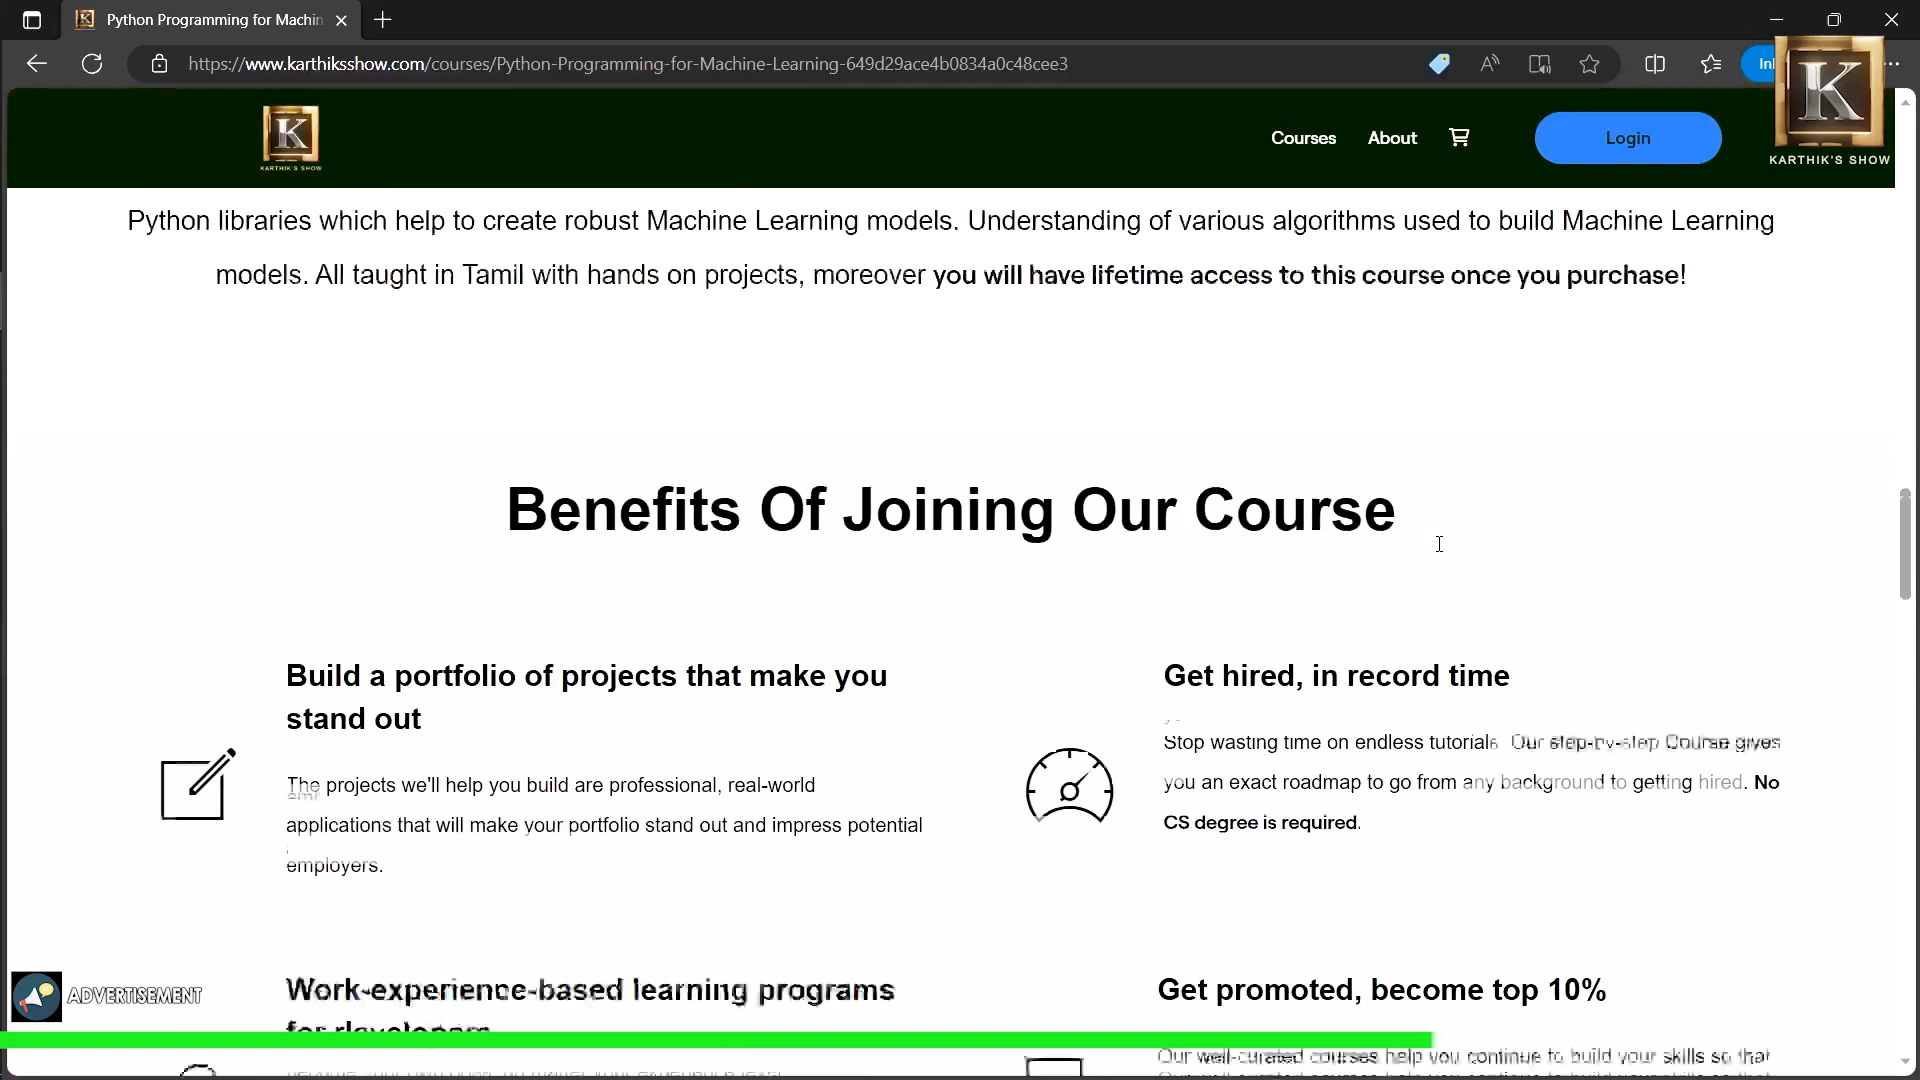 Python Programming for Machin
https://www.karthiksshow.com/courses/Python-Programming-for-Machine-Learning-649d29ace4b0834a0c48cee3
K
KARTHIK'S SHOW
Courses
About
Login
K
KARTHIK'S SHOW
Python libraries which help to create robust Machine Learning models. Understanding of various algorithms used to build Machine Learning
models. All taught in Tamil with hands on projects, moreover you will have lifetime access to this course once you purchase!
Benefits Of Joining Our Course
Build a portfolio of projects that make you
stand out
The projects we'll help you build are professional, real-world
applications that will make your portfolio stand out and impress potential
employers.
Get hired, in record time
Stop wasting time on endless tutorials. Our step-by-step Course gives
you an exact roadmap to go from any background to getting hired. No
CS degree is required.
ADVERTISEMENT
Work-experience-based learning programs
for
Get promoted, become top 10%
Our well-curated courses help you continue to build your skills so that